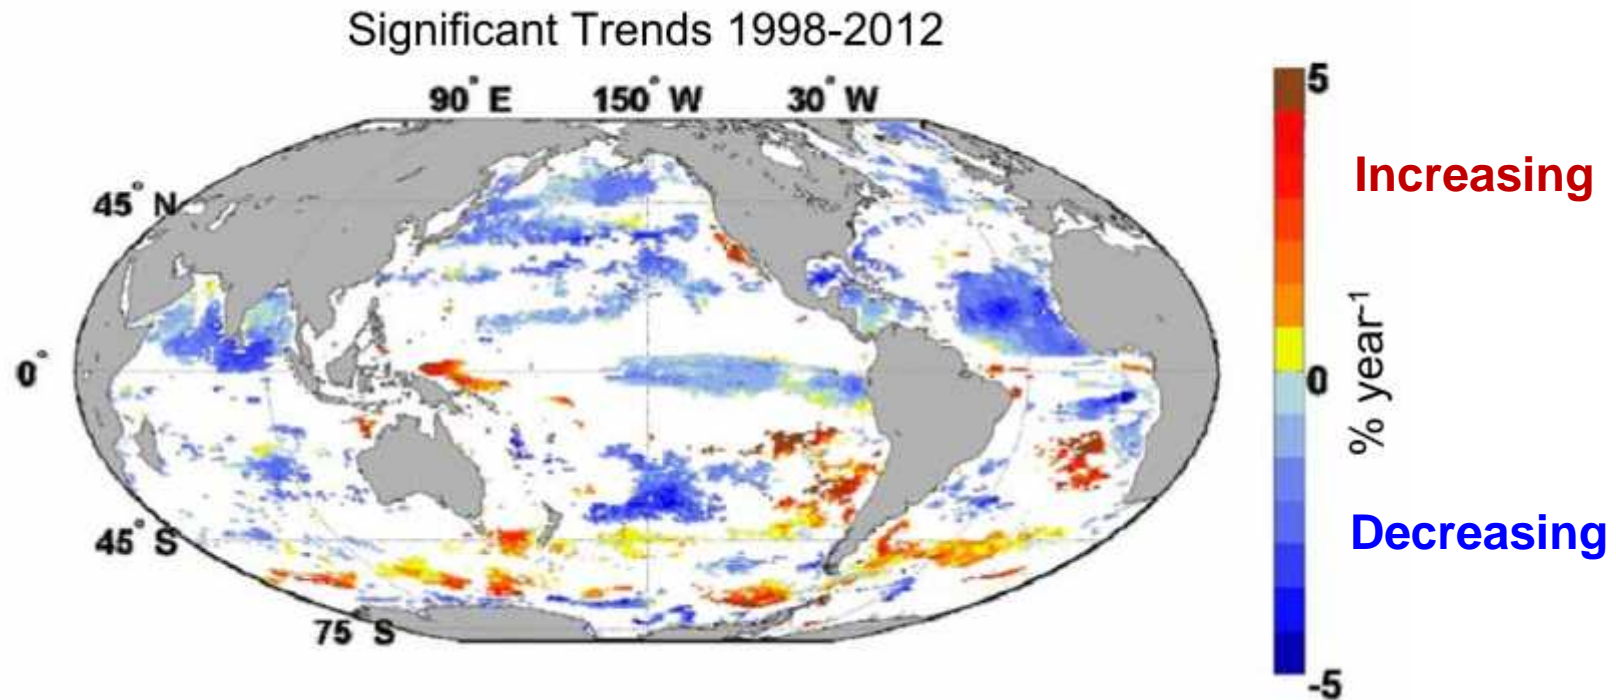 Significant Trends 1998-2012
90° E 150° W 30° W
45° N
0°
45° S
75 S
5
0
-5
% year⁻¹
Increasing
Decreasing